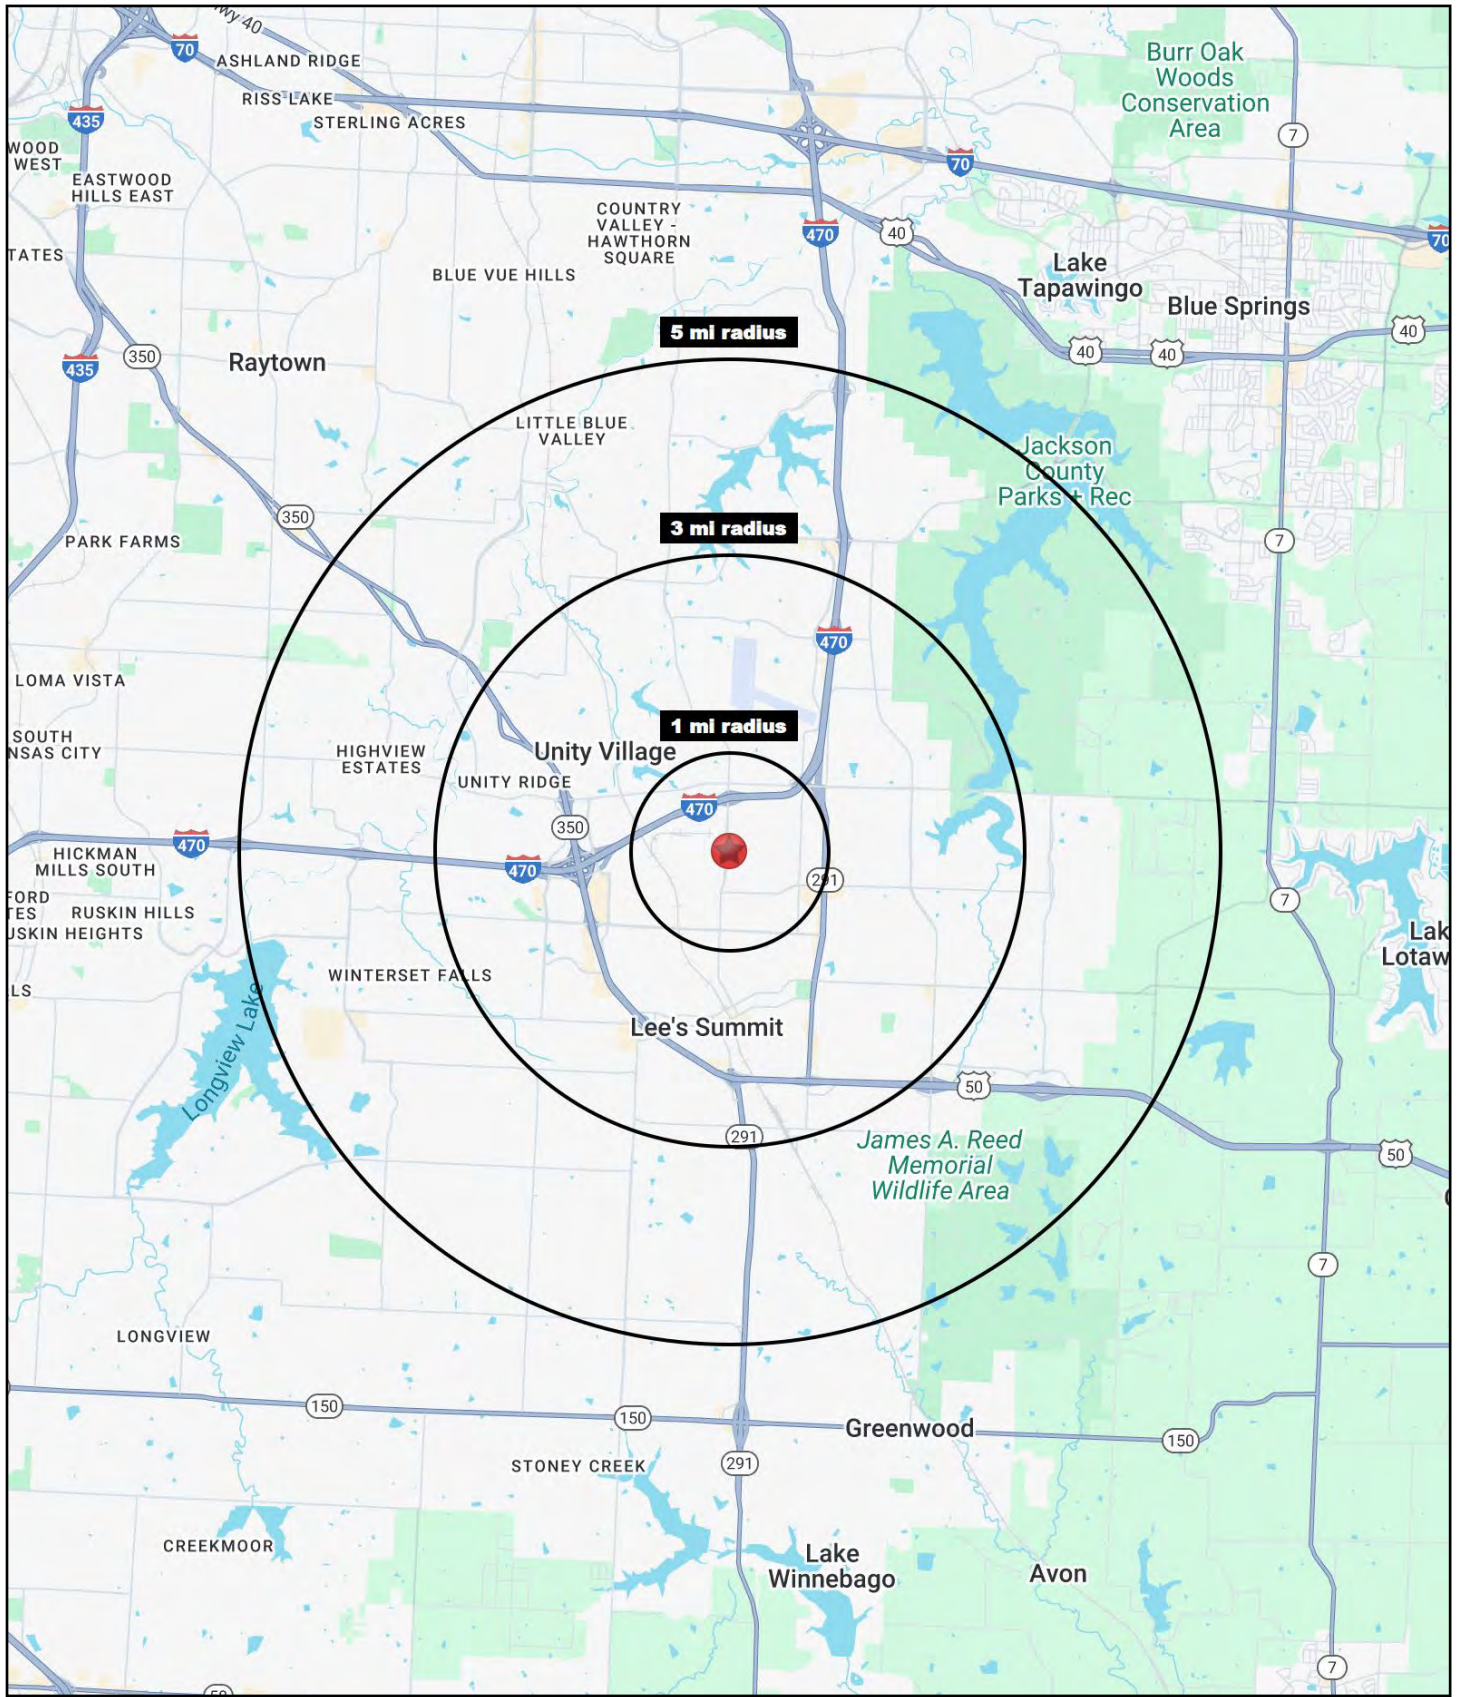 wy 40
70
ASHLAND RIDGE
RISS LAKE
STERLING ACRES
435
Burr Oak
Woods
Conservation
Area
7
70
WOOD
WEST
EASTWOOD
HILLS EAST
COUNTRY
VALLEY -
HAWTHORN
SQUARE
470
40
70
TATES
BLUE VUE HILLS
Lake
Tapawingo
Blue Springs
5 mi radius
40
40
40
350
435
Raytown
LITTLE BLUE
VALLEY
Jackson
County
Parks + Rec
350
3 mi radius
PARK FARMS
7
470
LOMA VISTA
1 mi radius
SOUTH
NSAS CITY
HIGHVIEW
ESTATES
Unity Village
UNITY RIDGE
470
350
470
470
HICKMAN
MILLS SOUTH
291
FORD
TES
RUSKIN HILLS
USKIN HEIGHTS
7
Lak
Lotaw
WINTERSET FALLS
LS
Longview Lake
Lee's Summit
50
291
James A. Reed
Memorial
Wildlife Area
50
7
LONGVIEW
150
150
Greenwood
150
STONEY CREEK
291
CREEKMOOR
Lake
Winnebago
Avon
7